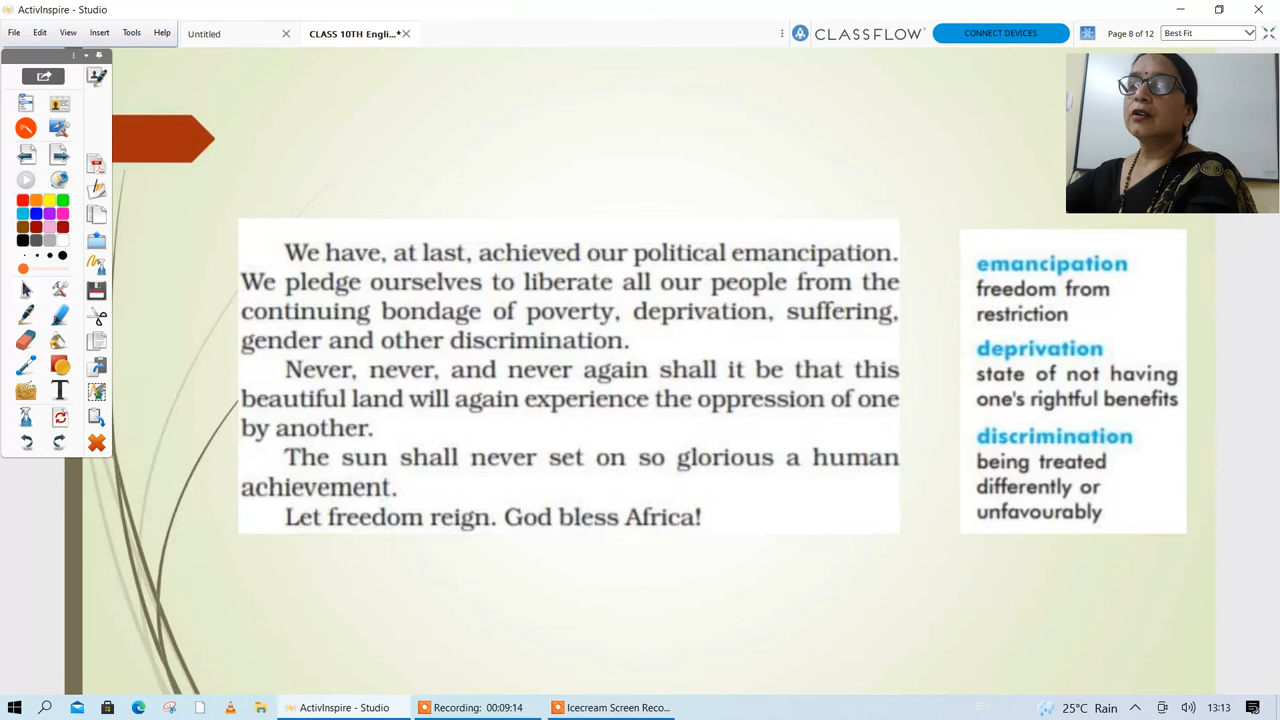 ActivInspire - Studio
File Edit View Insert Tools Help
Untitled
CLASS 10TH Engli...*
CLASSFLOW
CONNECT DEVICES
Page 8 of 12
Best Fit
We have, at last, achieved our political emancipation.
We pledge ourselves to liberate all our people from the
continuing bondage of poverty, deprivation, suffering,
gender and other discrimination.
Never, never, and never again shall it be that this
beautiful land will again experience the oppression of one
by another.
The sun shall never set on so glorious a human
achievement.
Let freedom reign. God bless Africa!
emancipation
freedom from
restriction
deprivation
state of not having
one's rightful benefits
discrimination
being treated
differently or
unfavourably
ActivInspire - Studio
Recording: 00:09:14
Icecream Screen Reco...
25°C Rain
13:13